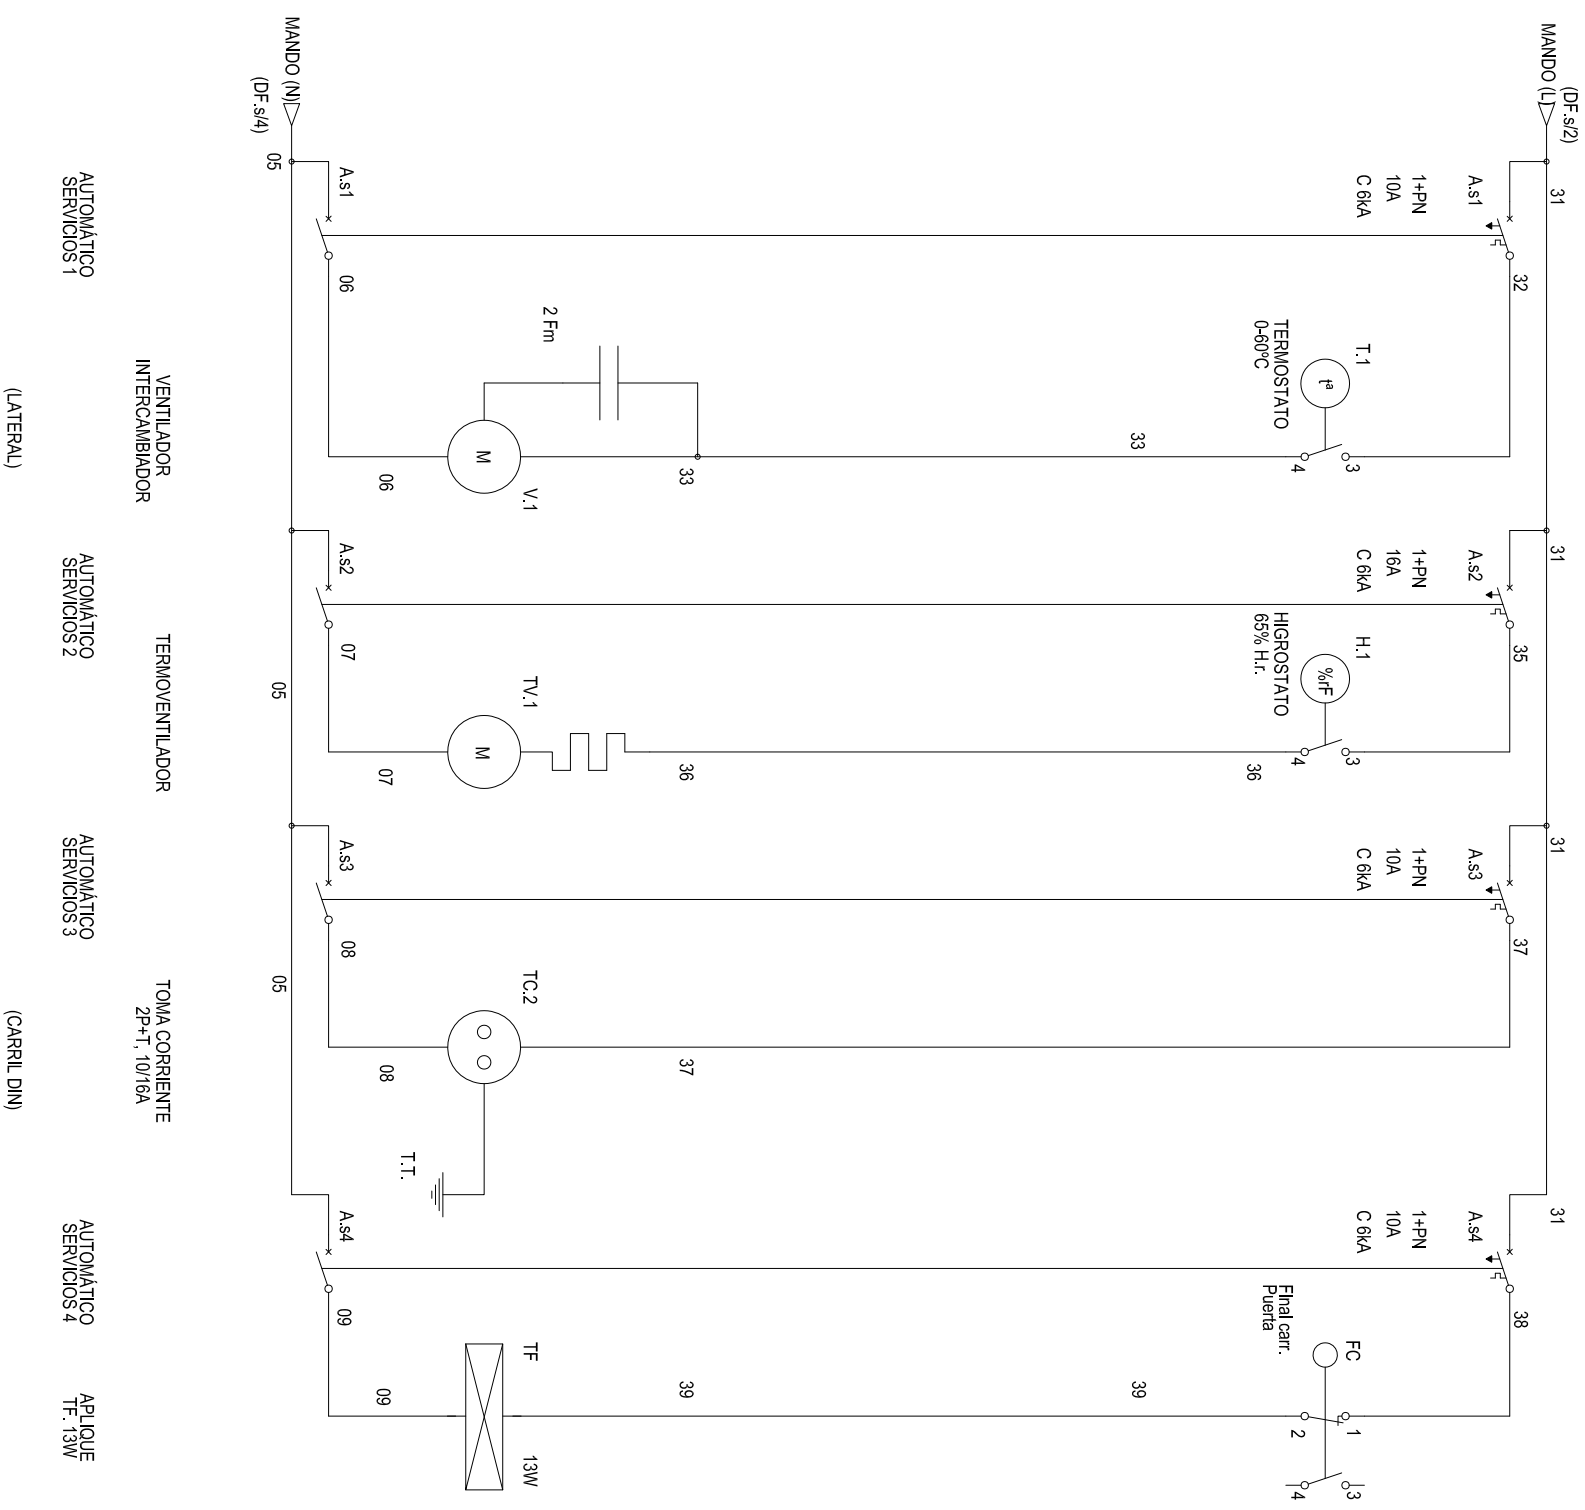 MANDO (L)
(DF.s/2)
31
A.s1
1+PN
10A
C 6kA
32
T.1
tª
TERMOSTATO
0-60ºC
3
4
33
33
2 Fm
M
V.1
06
06
A.s1
MANDO (N)
(DF.s/4)
05
AUTOMÁTICO
SERVICIOS 1
VENTILADOR
INTERCAMBIADOR
(LATERAL)
31
A.s2
1+PN
16A
C 6kA
35
H.1
%rF
HIGROSTATO
65% H.r.
3
4
36
36
TV.1
M
07
07
A.s2
05
AUTOMÁTICO
SERVICIOS 2
TERMOVENTILADOR
31
A.s3
1+PN
10A
C 6kA
37
37
TC.2
T.T.
08
08
A.s3
05
AUTOMÁTICO
SERVICIOS 3
TOMA CORRIENTE
2P+T, 10/16A
(CARRIL DIN)
31
A.s4
1+PN
10A
C 6kA
38
FC
FInal carr.
Puerta
1
2
3
4
39
39
TF
13W
09
09
A.s4
AUTOMÁTICO
SERVICIOS 4
APLIQUE
TF. 13W